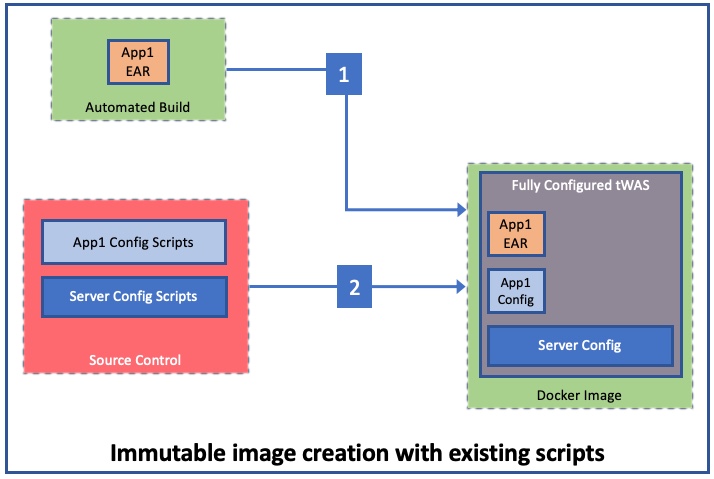 App1
EAR
Automated Build
1
Fully Configured tWAS
App1
EAR
App1 Config Scripts
Server Config Scripts
2
App1
Config
Server Config
Source Control
Docker Image
Immutable image creation with existing scripts